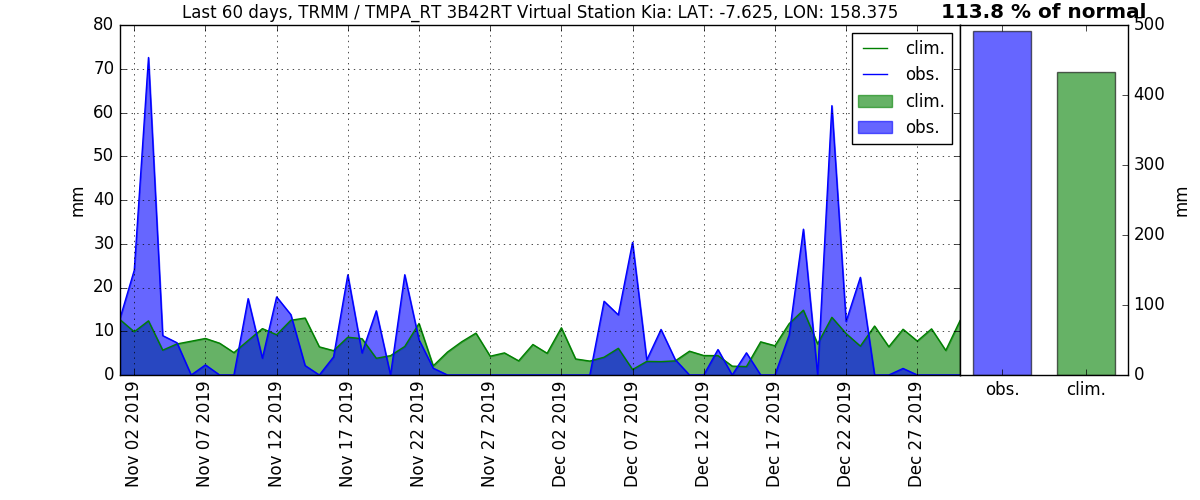 Last 60 days, TRMM / TMPA_RT 3B42RT Virtual Station Kia: LAT: -7.625, LON: 158.375
113.8 % of normal
80
70
60
50
40
30
20
10
0
mm
clim.
obs.
clim.
obs.
500
400
300
200
100
0
mm
Nov 02 2019
Nov 07 2019
Nov 12 2019
Nov 17 2019
Nov 22 2019
Nov 27 2019
Dec 02 2019
Dec 07 2019
Dec 12 2019
Dec 17 2019
Dec 22 2019
Dec 27 2019
obs.
clim.